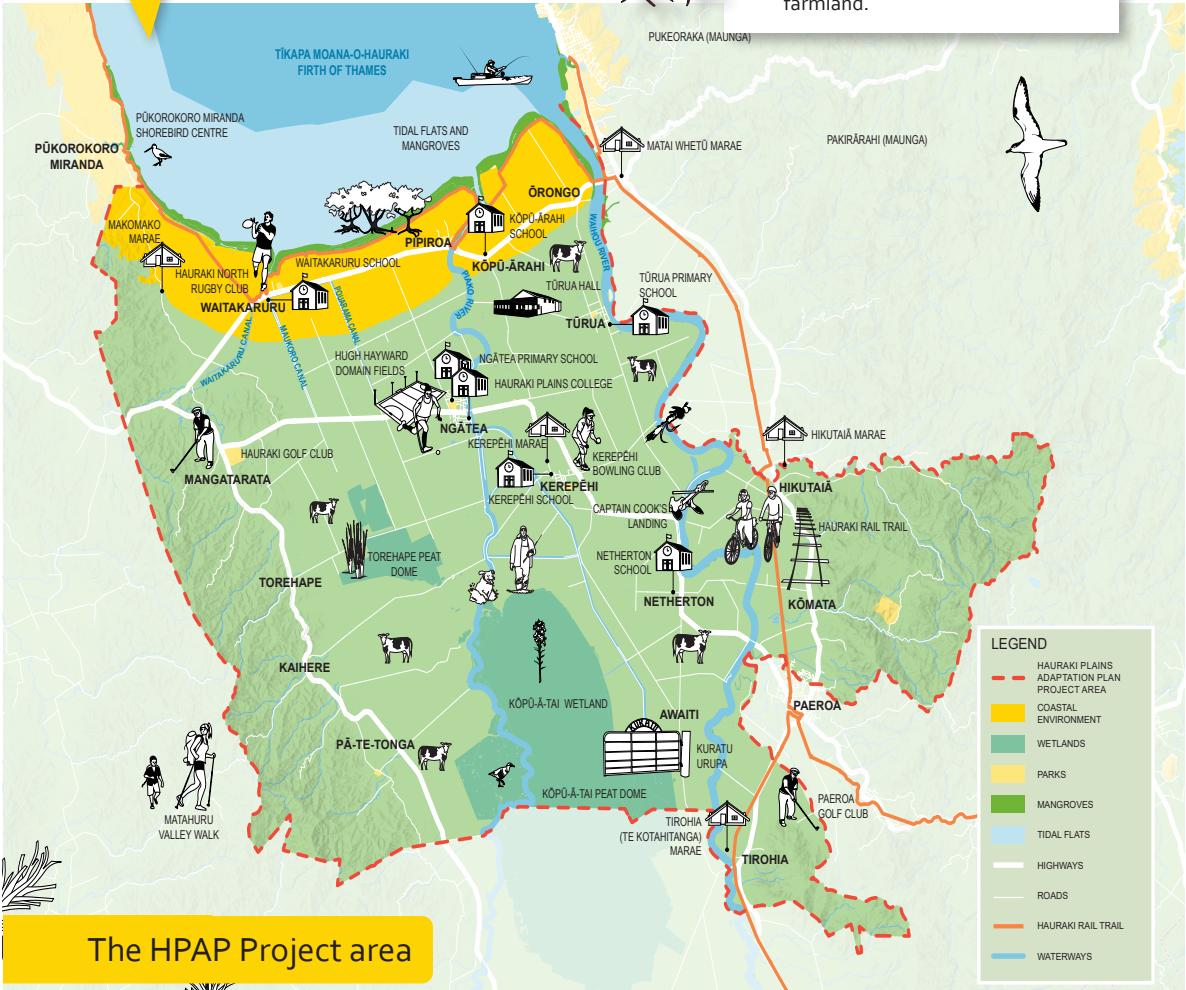 farmland.
PUKEORAKA (MAUNGA)
TĪKAPA MOANA-O-HAURAKI
FIRTH OF THAMES
PŪKOROKORO MIRANDA
SHOREBIRD CENTRE
TIDAL FLATS AND
MANGROVES
PŪKOROKORO
MIRANDA
MATAI WHETŪ MARAE
PAKIRĀRAHI (MAUNGA)
ŌRONGO
MAKOMAKO
MARAE
KŌPŪ-ĀRAHI
SCHOOL
PIPIROA
WAIHOU RIVER
HAURAKI NORTH
RUGBY CLUB
WAITAKARURU SCHOOL
KŌPŪ-ĀRAHI
WAITAKARURU
PIAKO RIVER
TŪRUA HALL
TŪRUA PRIMARY
SCHOOL
POUARAMA CANAL
TŪRUA
WAITAKARURU CANAL
MAUKORO CANAL
HUGH HAYWARD
DOMAIN FIELDS
NGĀTEA PRIMARY SCHOOL
HAURAKI PLAINS COLLEGE
NGĀTEA
KEREPĒHI MARAE
HIKUTAIĀ MARAE
HAURAKI GOLF CLUB
KEREPĒHI
BOWLING CLUB
MANGATARATA
KEREPĒHI
KEREPĒHI SCHOOL
HIKUTAIĀ
CAPTAIN COOK'S
LANDING
HAURAKI RAIL TRAIL
TOREHAPE PEAT
DOME
NETHERTON
SCHOOL
TOREHAPE
NETHERTON
KŌMATA
KAIHERE
KŌPŪ-Ā-TAI WETLAND
PAEROA
AWAITI
KUKATU
PĀ-TE-TONGA
KURATU
URUPA
KŌPŪ-Ā-TAI PEAT DOME
PAEROA
GOLF CLUB
MATAHURU
VALLEY WALK
TIROHIA
(TE KOTAHITANGA)
MARAE
TIROHIA
LEGEND
HAURAKI PLAINS
ADAPTATION PLAN
PROJECT AREA
COASTAL
ENVIRONMENT
WETLANDS
PARKS
MANGROVES
TIDAL FLATS
HIGHWAYS
ROADS
HAURAKI RAIL TRAIL
WATERWAYS
The HPAP Project area